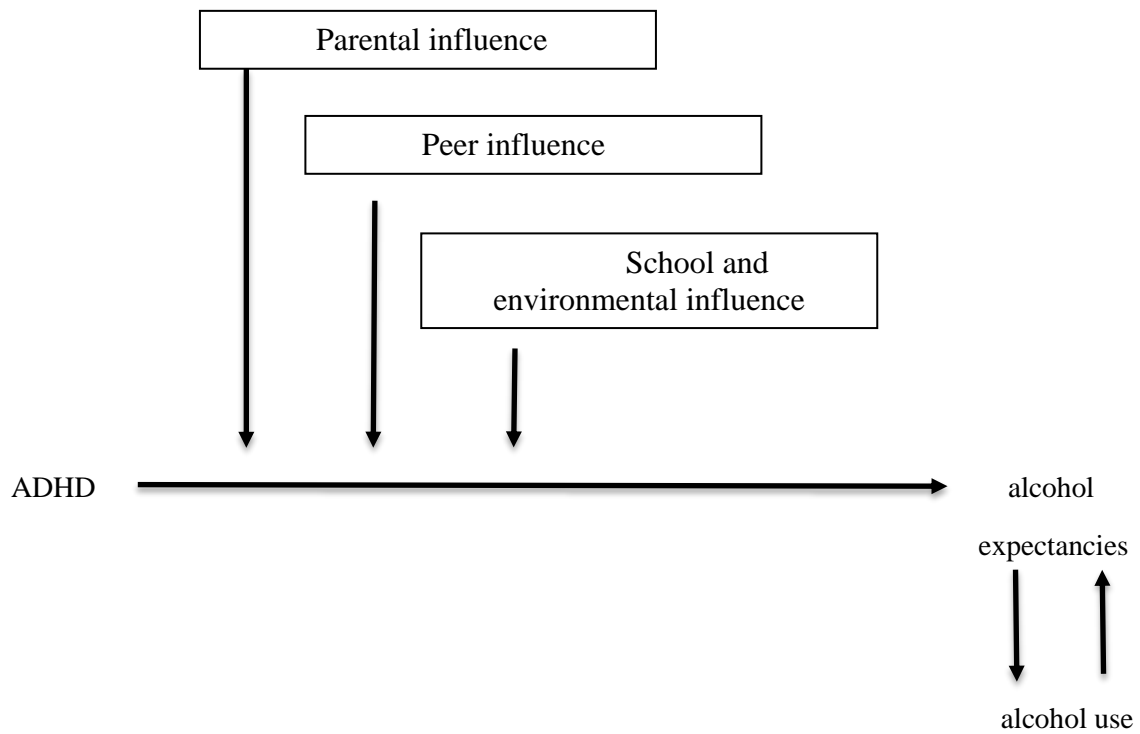 Parental influence
Peer influence
School and
environmental influence
ADHD
alcohol
expectancies
alcohol use